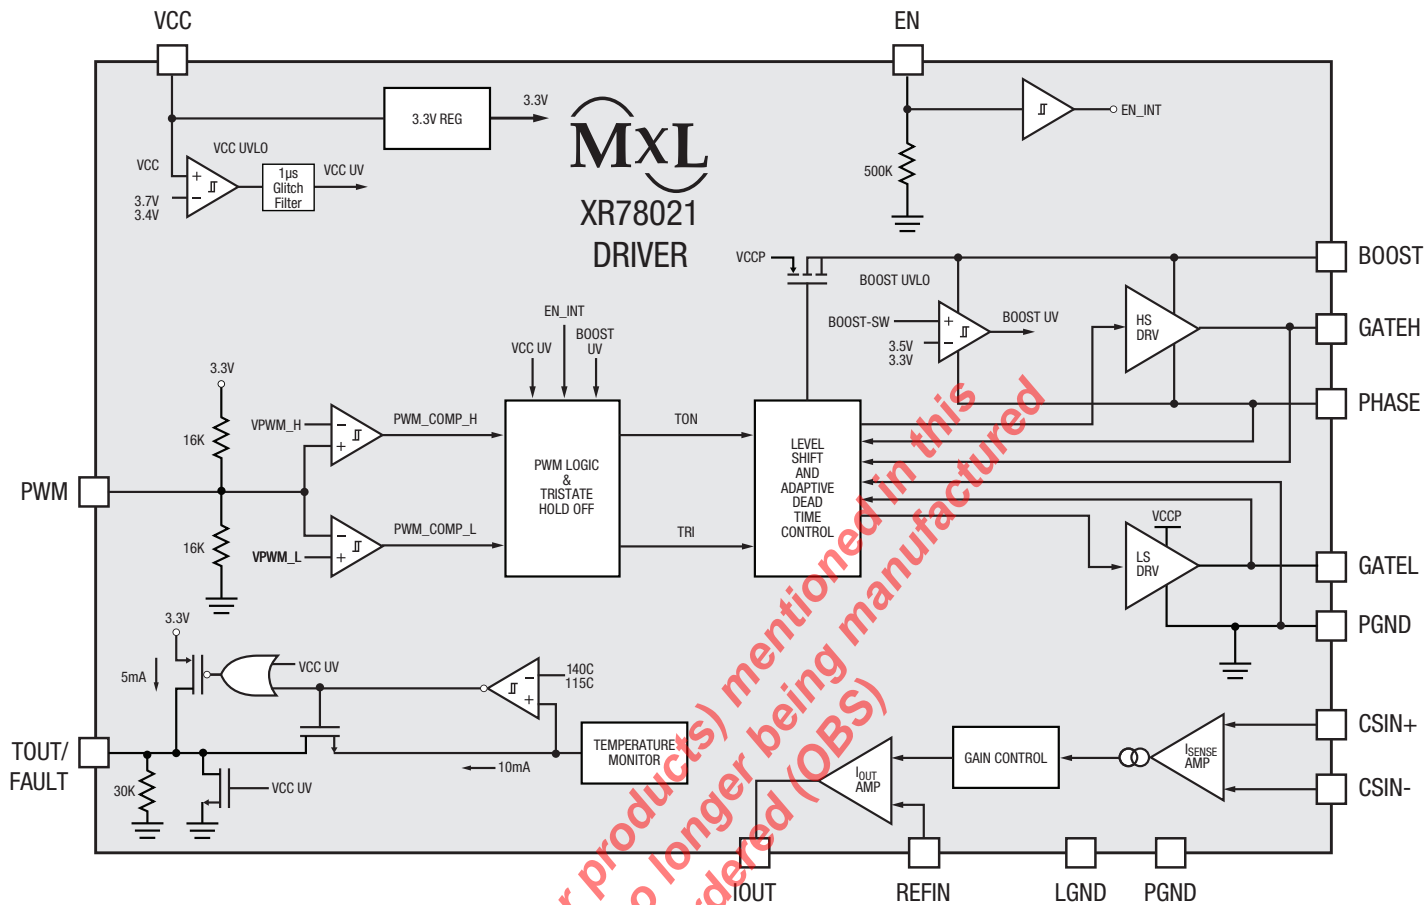 VCC
EN
3.3V REG
3.3V
MxL
XR78021
DRIVER
EN_INT
500K
VCC UVLO
VCC
+
−
3.7V
3.4V
1µs
Glitch
Filter
VCC UV
VCCP
BOOST
BOOST UVLO
BOOST-SW
+
−
3.5V
3.3V
BOOST UV
HS
DRV
GATEH
PHASE
EN_INT
VCC UV
BOOST
UV
3.3V
16K
16K
VPWM_H
−
+
PWM_COMP_H
PWM
VPWM_L
−
+
PWM_COMP_L
PWM LOGIC
&
TRISTATE
HOLD OFF
TON
TRI
LEVEL
SHIFT
AND
ADAPTIVE
DEAD
TIME
CONTROL
VCCP
LS
DRV
GATEL
PGND
3.3V
5mA
VCC UV
140C
115C
−
+
TEMPERATURE
MONITOR
10mA
TOUT/
FAULT
30K
VCC UV
IOUT
AMP
GAIN CONTROL
ISENSE
AMP
CSIN+
CSIN-
IOUT
REFIN
LGND
PGND
r products) mentioned in this
o longer being manufactured
rdered (OBS)